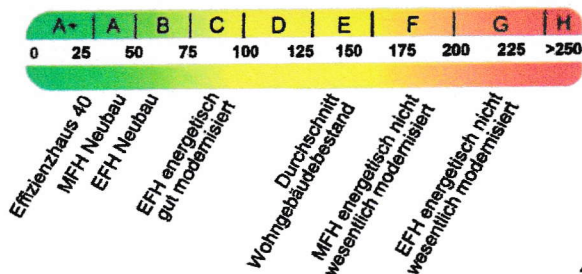 A+ A B C D E F G H
0 25 50 75 100 125 150 175 200 225 >250
Effizienzhaus 40
MFH Neubau
EFH Neubau
EFH energetisch
gut modernisiert
Durchschnitt
Wohngebäudebestand
MFH energetisch nicht
wesentlich modernisiert
EFH energetisch nicht
wesentlich modernisiert